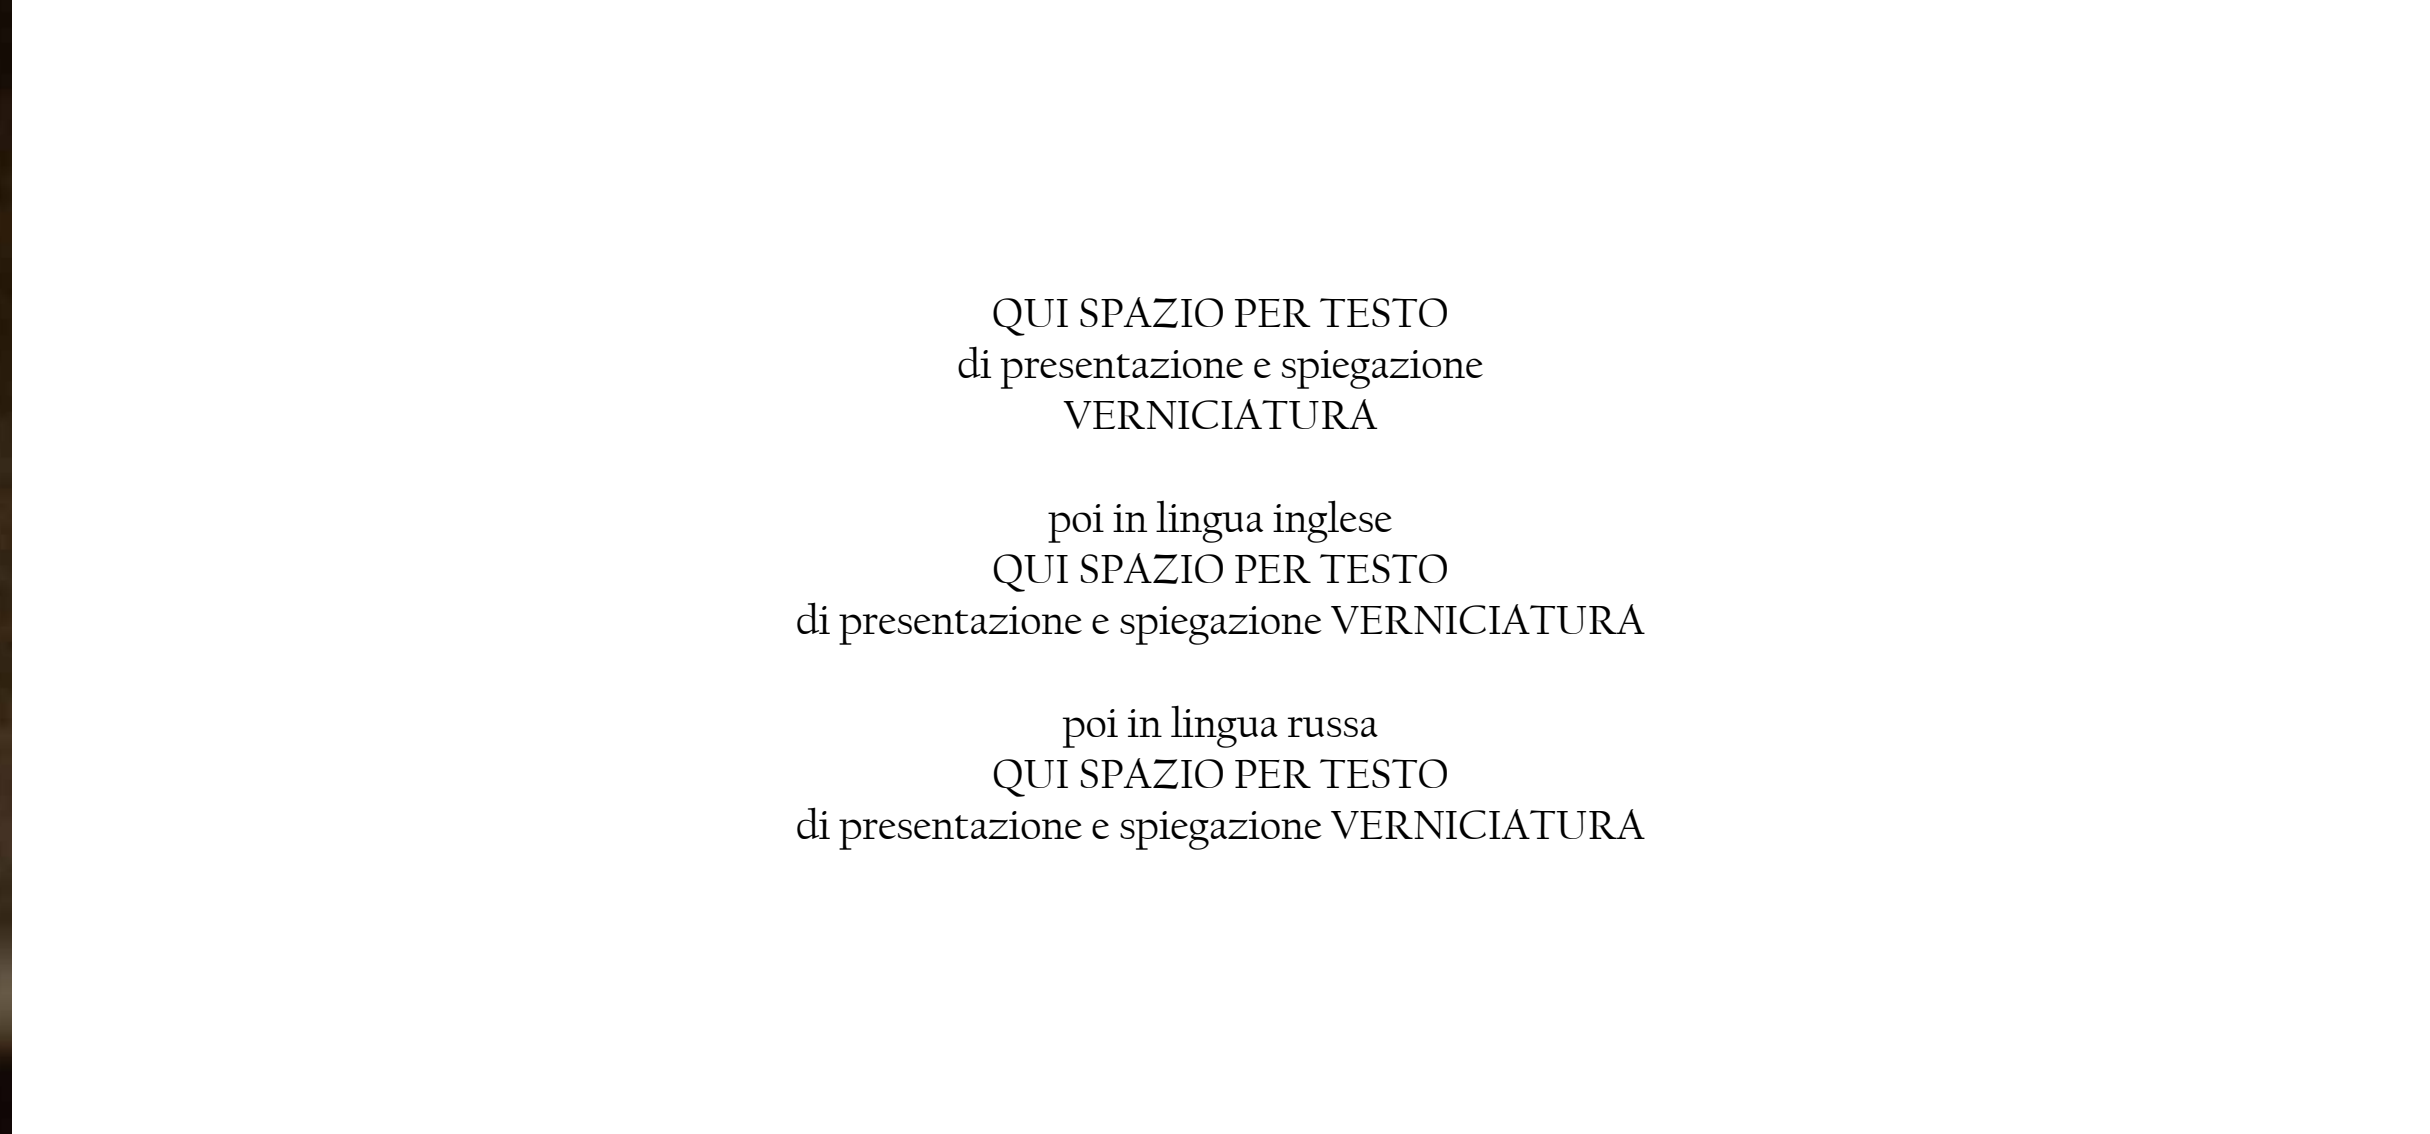 QUI SPAZIO PER TESTO
di presentazione e spiegazione
VERNICIATURA
poi in lingua inglese
QUI SPAZIO PER TESTO
di presentazione e spiegazione VERNICIATURA
poi in lingua russa
QUI SPAZIO PER TESTO
di presentazione e spiegazione VERNICIATURA